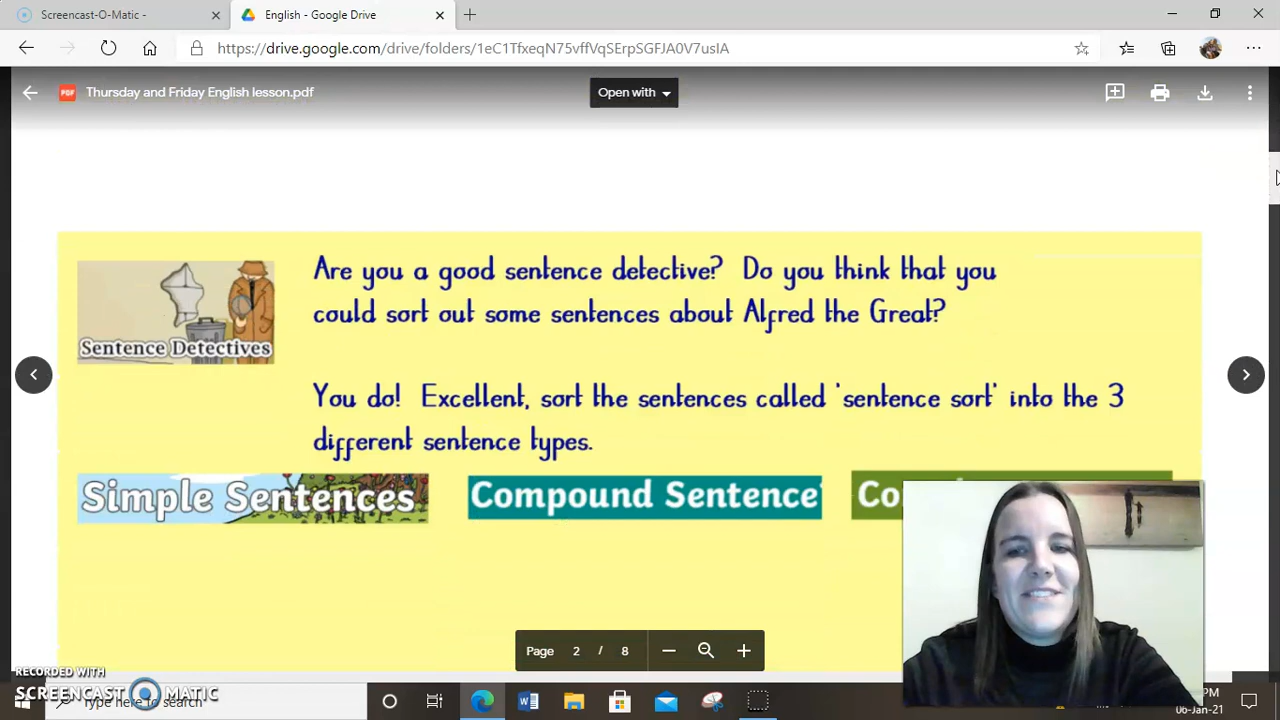 Screencast-O-Matic -
English - Google Drive
https://drive.google.com/drive/folders/1eC1TfxeqN75vffVqSErpSGFJA0V7usIA
PDF
Thursday and Friday English lesson.pdf
Open with
Are you a good sentence detective? Do you think that you
could sort out some sentences about Alfred the Great?
Sentence Detectives
You do! Excellent, sort the sentences called 'sentence sort' into the 3
different sentence types.
Simple Sentences
Compound Sentence
Page 2 / 8
RECORDED WITH
SCREENCAST MATIC
Type here to search
PM
06-Jan-21